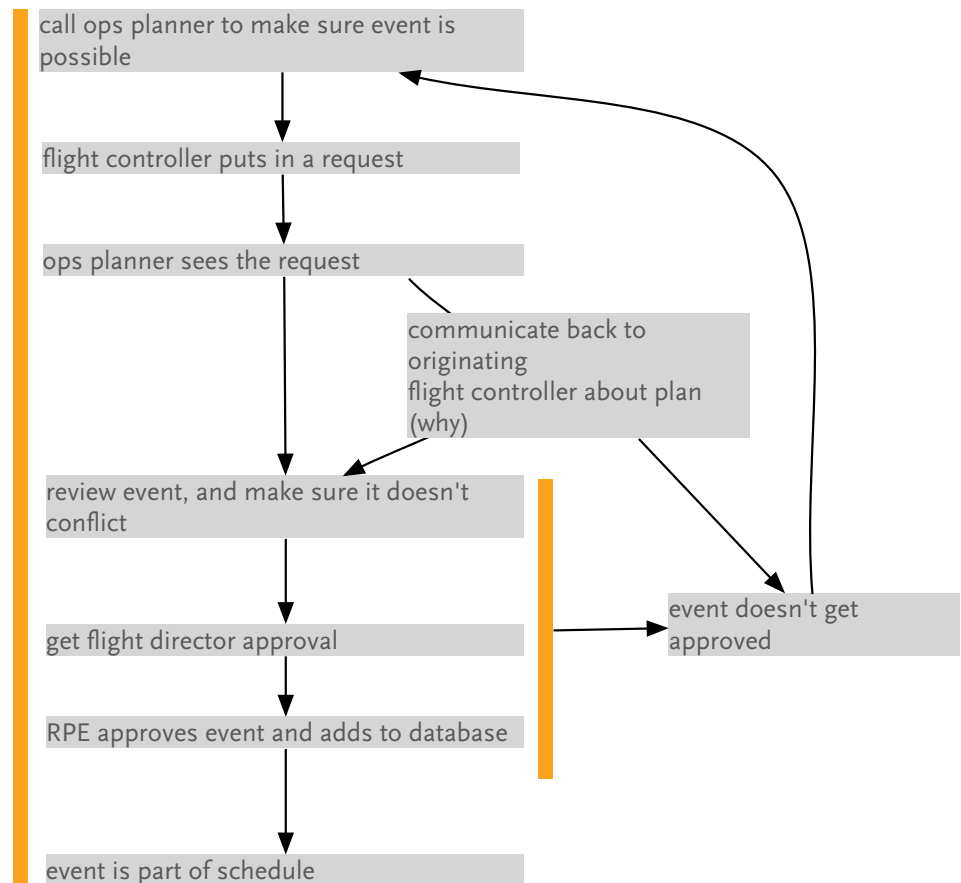 call ops planner to make sure event is
possible
flight controller puts in a request
ops planner sees the request
communicate back to
originating
flight controller about plan
(why)
review event, and make sure it doesn't
conflict
event doesn't get
approved
get flight director approval
RPE approves event and adds to database
event is part of schedule